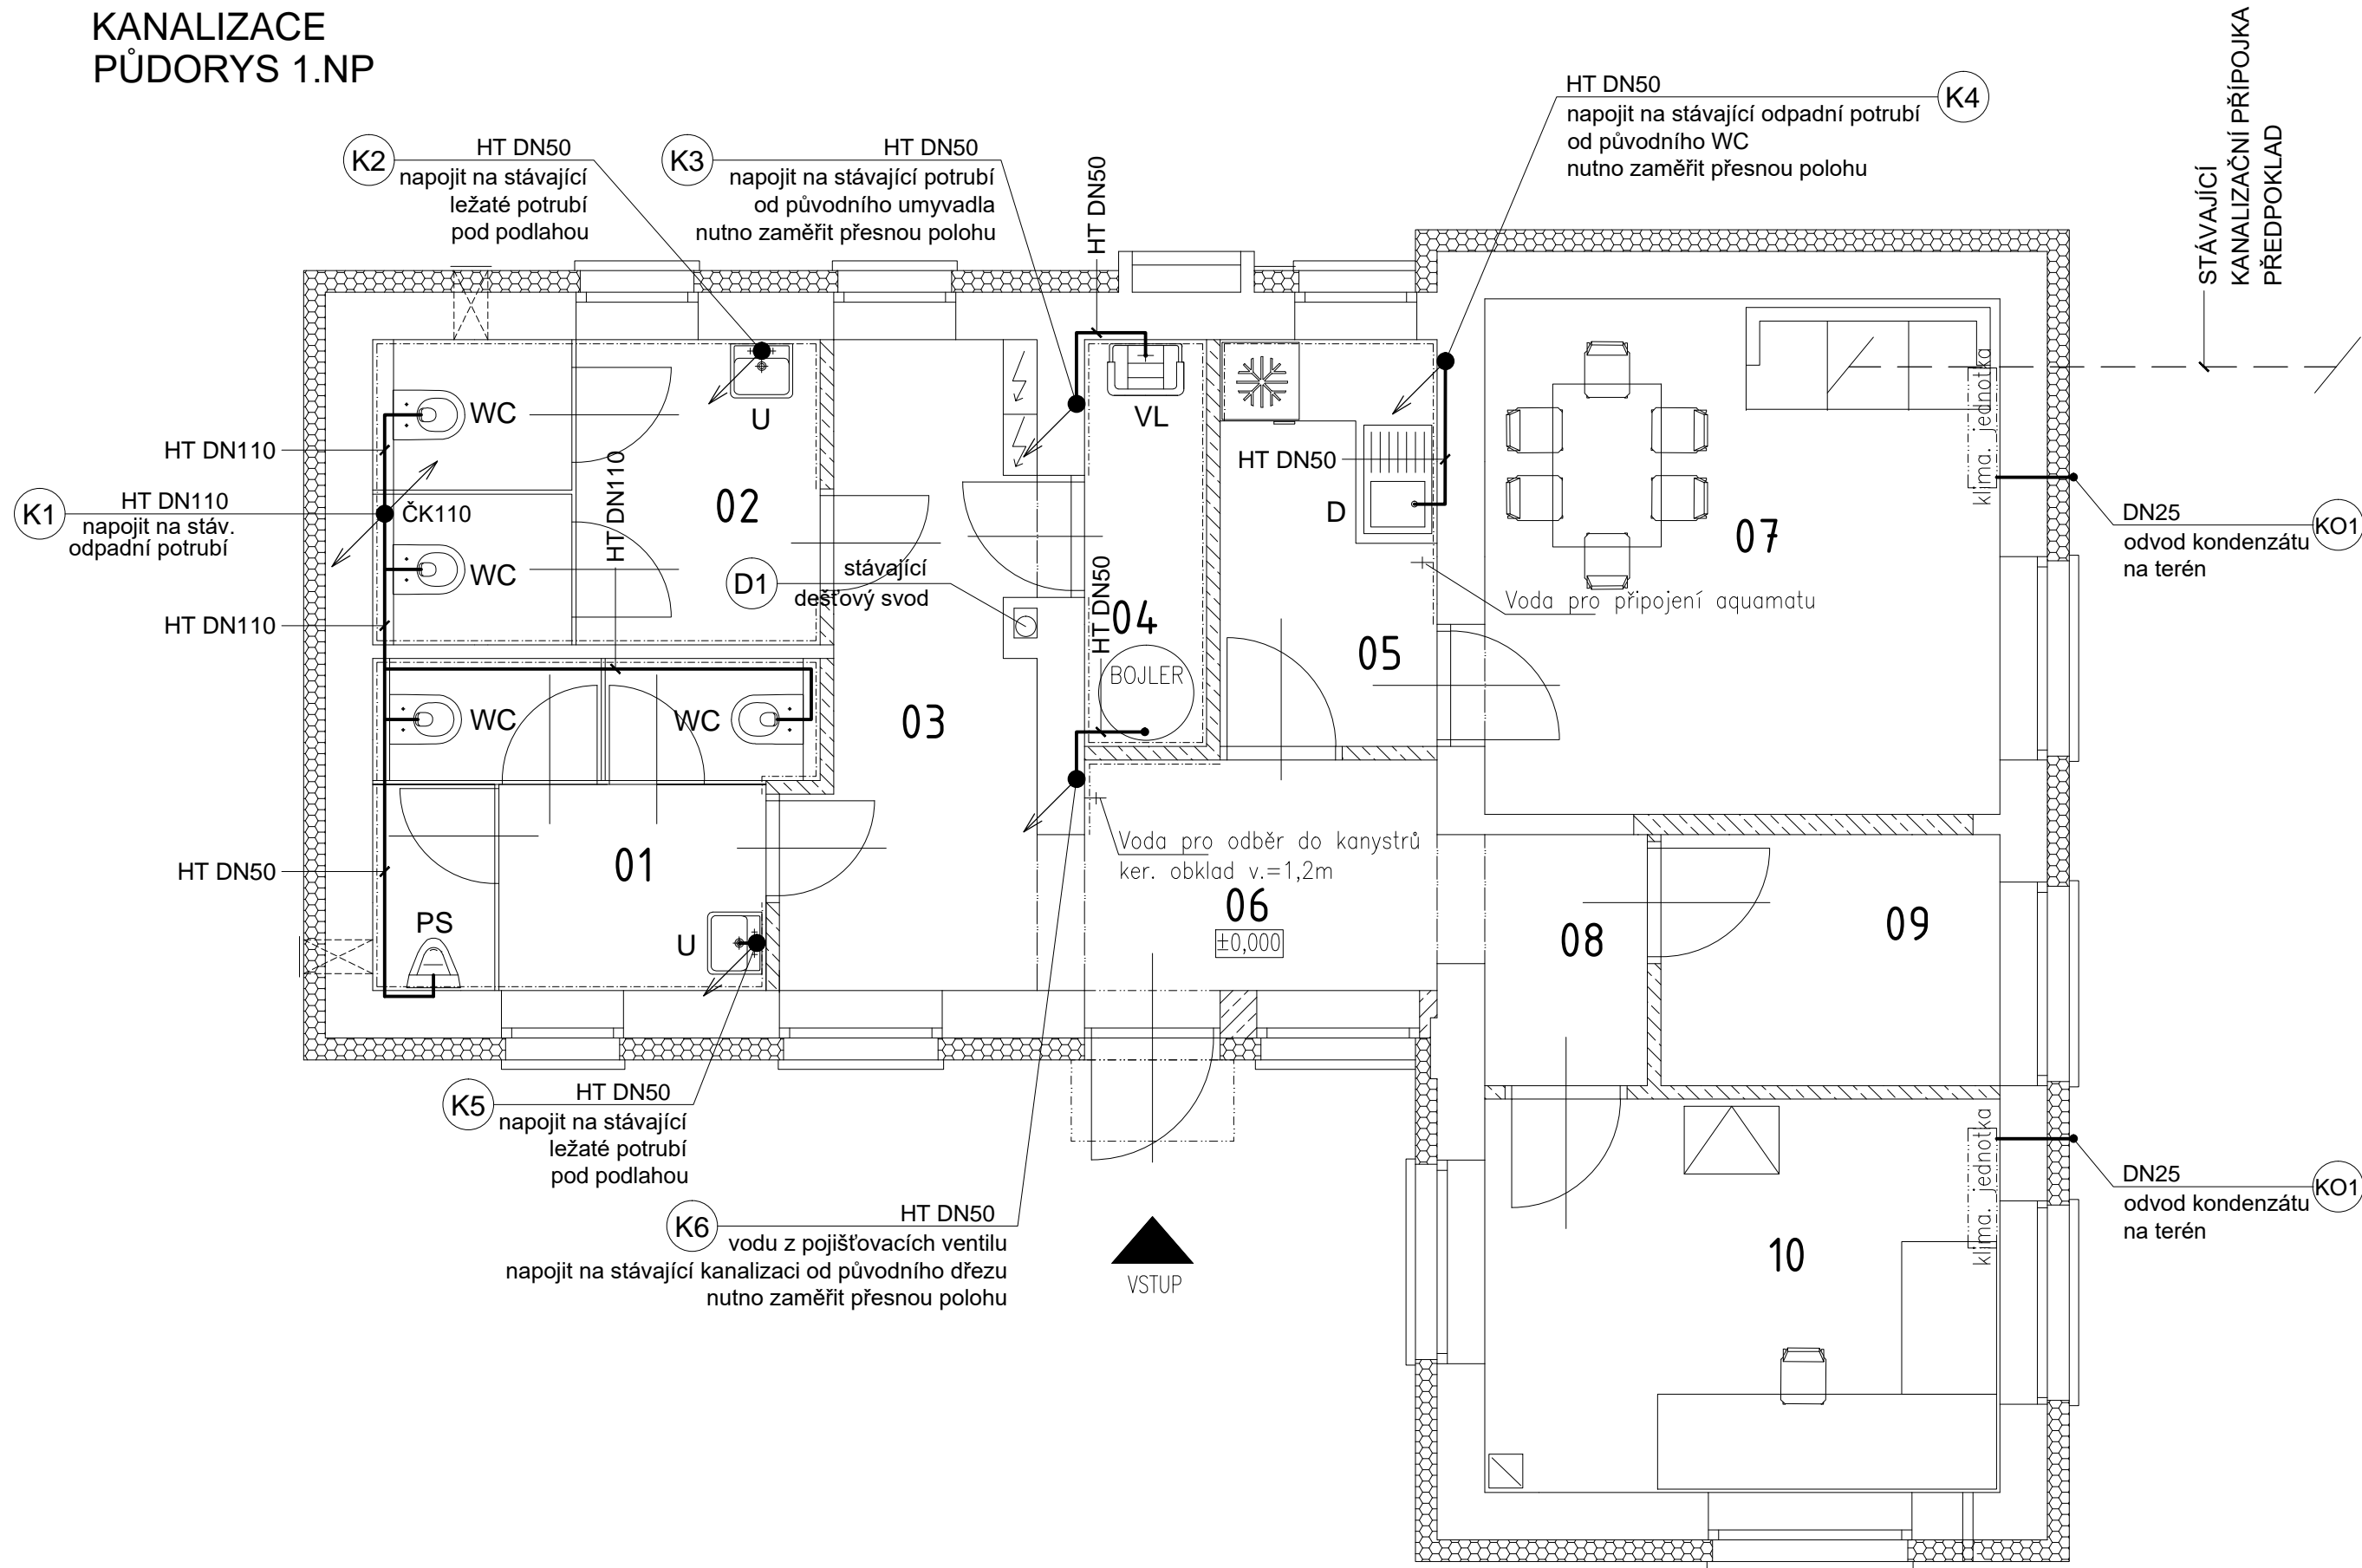 KANALIZACE
PŮDORYS 1.NP
K2
HT DN50
napojit na stávající
ležaté potrubí
pod podlahou
K3
HT DN50
napojit na stávající potrubí
od původního umyvadla
nutno zaměřit přesnou polohu
HT DN50
HT DN50
K4
napojit na stávající odpadní potrubí
od původního WC
nutno zaměřit přesnou polohu
STÁVAJÍCÍ
KANALIZAČNÍ PŘÍPOJKA
PŘEDPOKLAD
WC
U
VL
HT DN110
HT DN110
HT DN50
klima. jednotka
K1
HT DN110
napojit na stáv.
odpadní potrubí
ČK110
02
D
07
DN25
KO1
odvod kondenzátu
na terén
WC
D1
stávající
dešťový svod
HT DN50
04
Voda pro připojení aquamatu
HT DN110
05
BOJLER
WC
WC
03
01
Voda pro odběr do kanystrů
ker. obklad v.=1,2m
HT DN50
06
±0,000
08
09
PS
U
K5
HT DN50
napojit na stávající
ležaté potrubí
pod podlahou
klima. jednotka
DN25
KO1
odvod kondenzátu
na terén
K6
HT DN50
vodu z pojišťovacích ventilu
napojit na stávající kanalizaci od původního dřezu
nutno zaměřit přesnou polohu
VSTUP
10